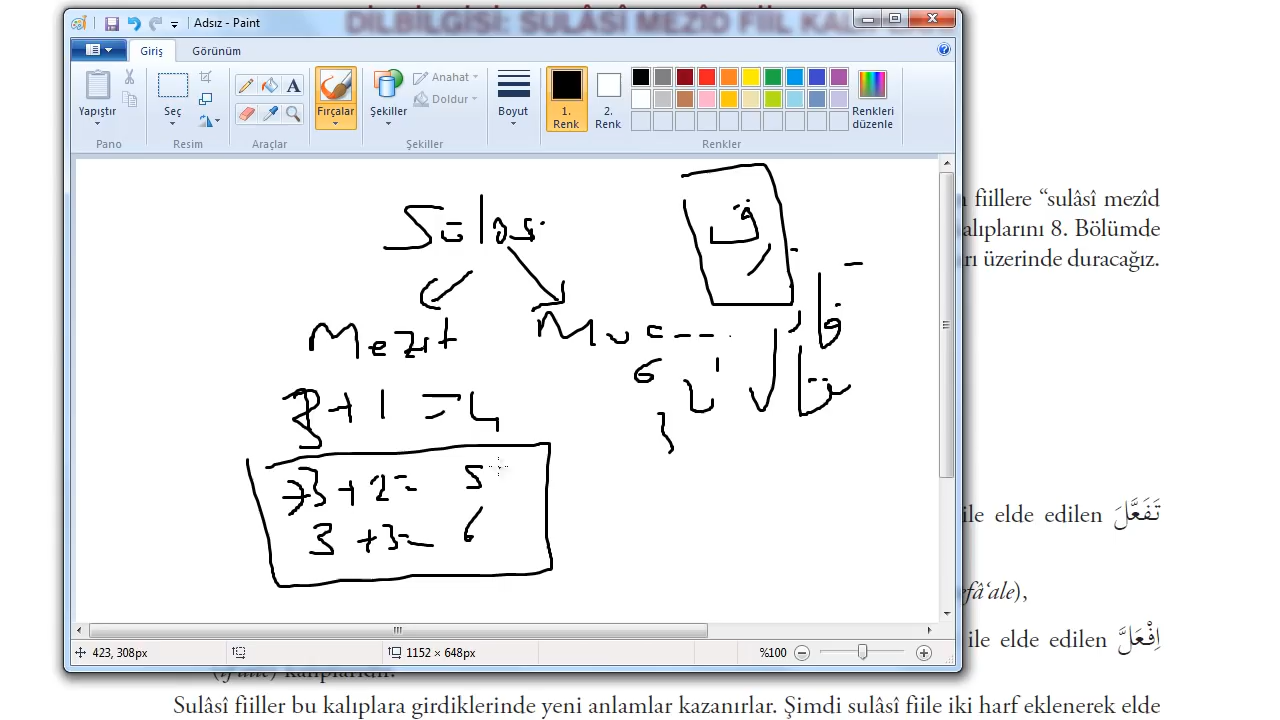 DİLBİLGİSİ: SULÂSÎ MEZÎD FİİL
Adsız - Paint
Giriş Görünüm
Yapıştır
Seç
Fırçalar
Şekiller
Anahat
Doldur
Boyut
1. Renk
2. Renk
Renkleri düzenle
Pano Resim Araçlar Şekiller Renkler
Sülasi
Mezit Muc---
3+1=4
3+2= 5
3+3= 6
fiillere “sulâsî mezîd
kalıplarını 8. Bölümde
üzerinde duracağız.
ile elde edilen تَفَعَّلَ
ile elde edilen اِفْعَلَّ
423, 308px 1152 × 648px %100
kalıplarıdır.
Sulâsî fiiller bu kalıplara girdiklerinde yeni anlamlar kazanırlar. Şimdi sulâsî fiile iki harf eklenerek elde